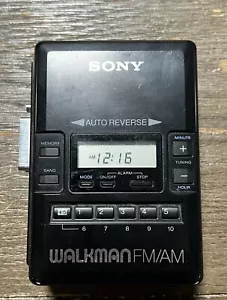 SONY
AUTO REVERSE
MINUTE
MEMORY
+
AM 12:16
TUNING
BAND
ALARM
MODE ON/OFF STOP
-
HOUR
1 2 3 4 5
6 7 8 9 10
WALKMAN FM/AM